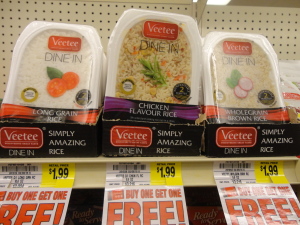 Veetee
DINE IN
LONG GRAIN
RICE
Veetee
DINE IN
CHICKEN
FLAVOUR RICE
Veetee
DINE IN
WHOLEGRAIN
BROWN RICE
Veetee
DINE IN
SIMPLY
AMAZING
RICE
Veetee
DINE IN
SIMPLY
AMAZING
RICE
Veetee
DINE IN
SIMPLY
AMAZING
RICE
$1.99
$1.99
$1.99
BUY ONE GET ONE
FREE!
Ready
BUY ONE GET ONE
FREE!
BUY ONE GET ONE
FREE!